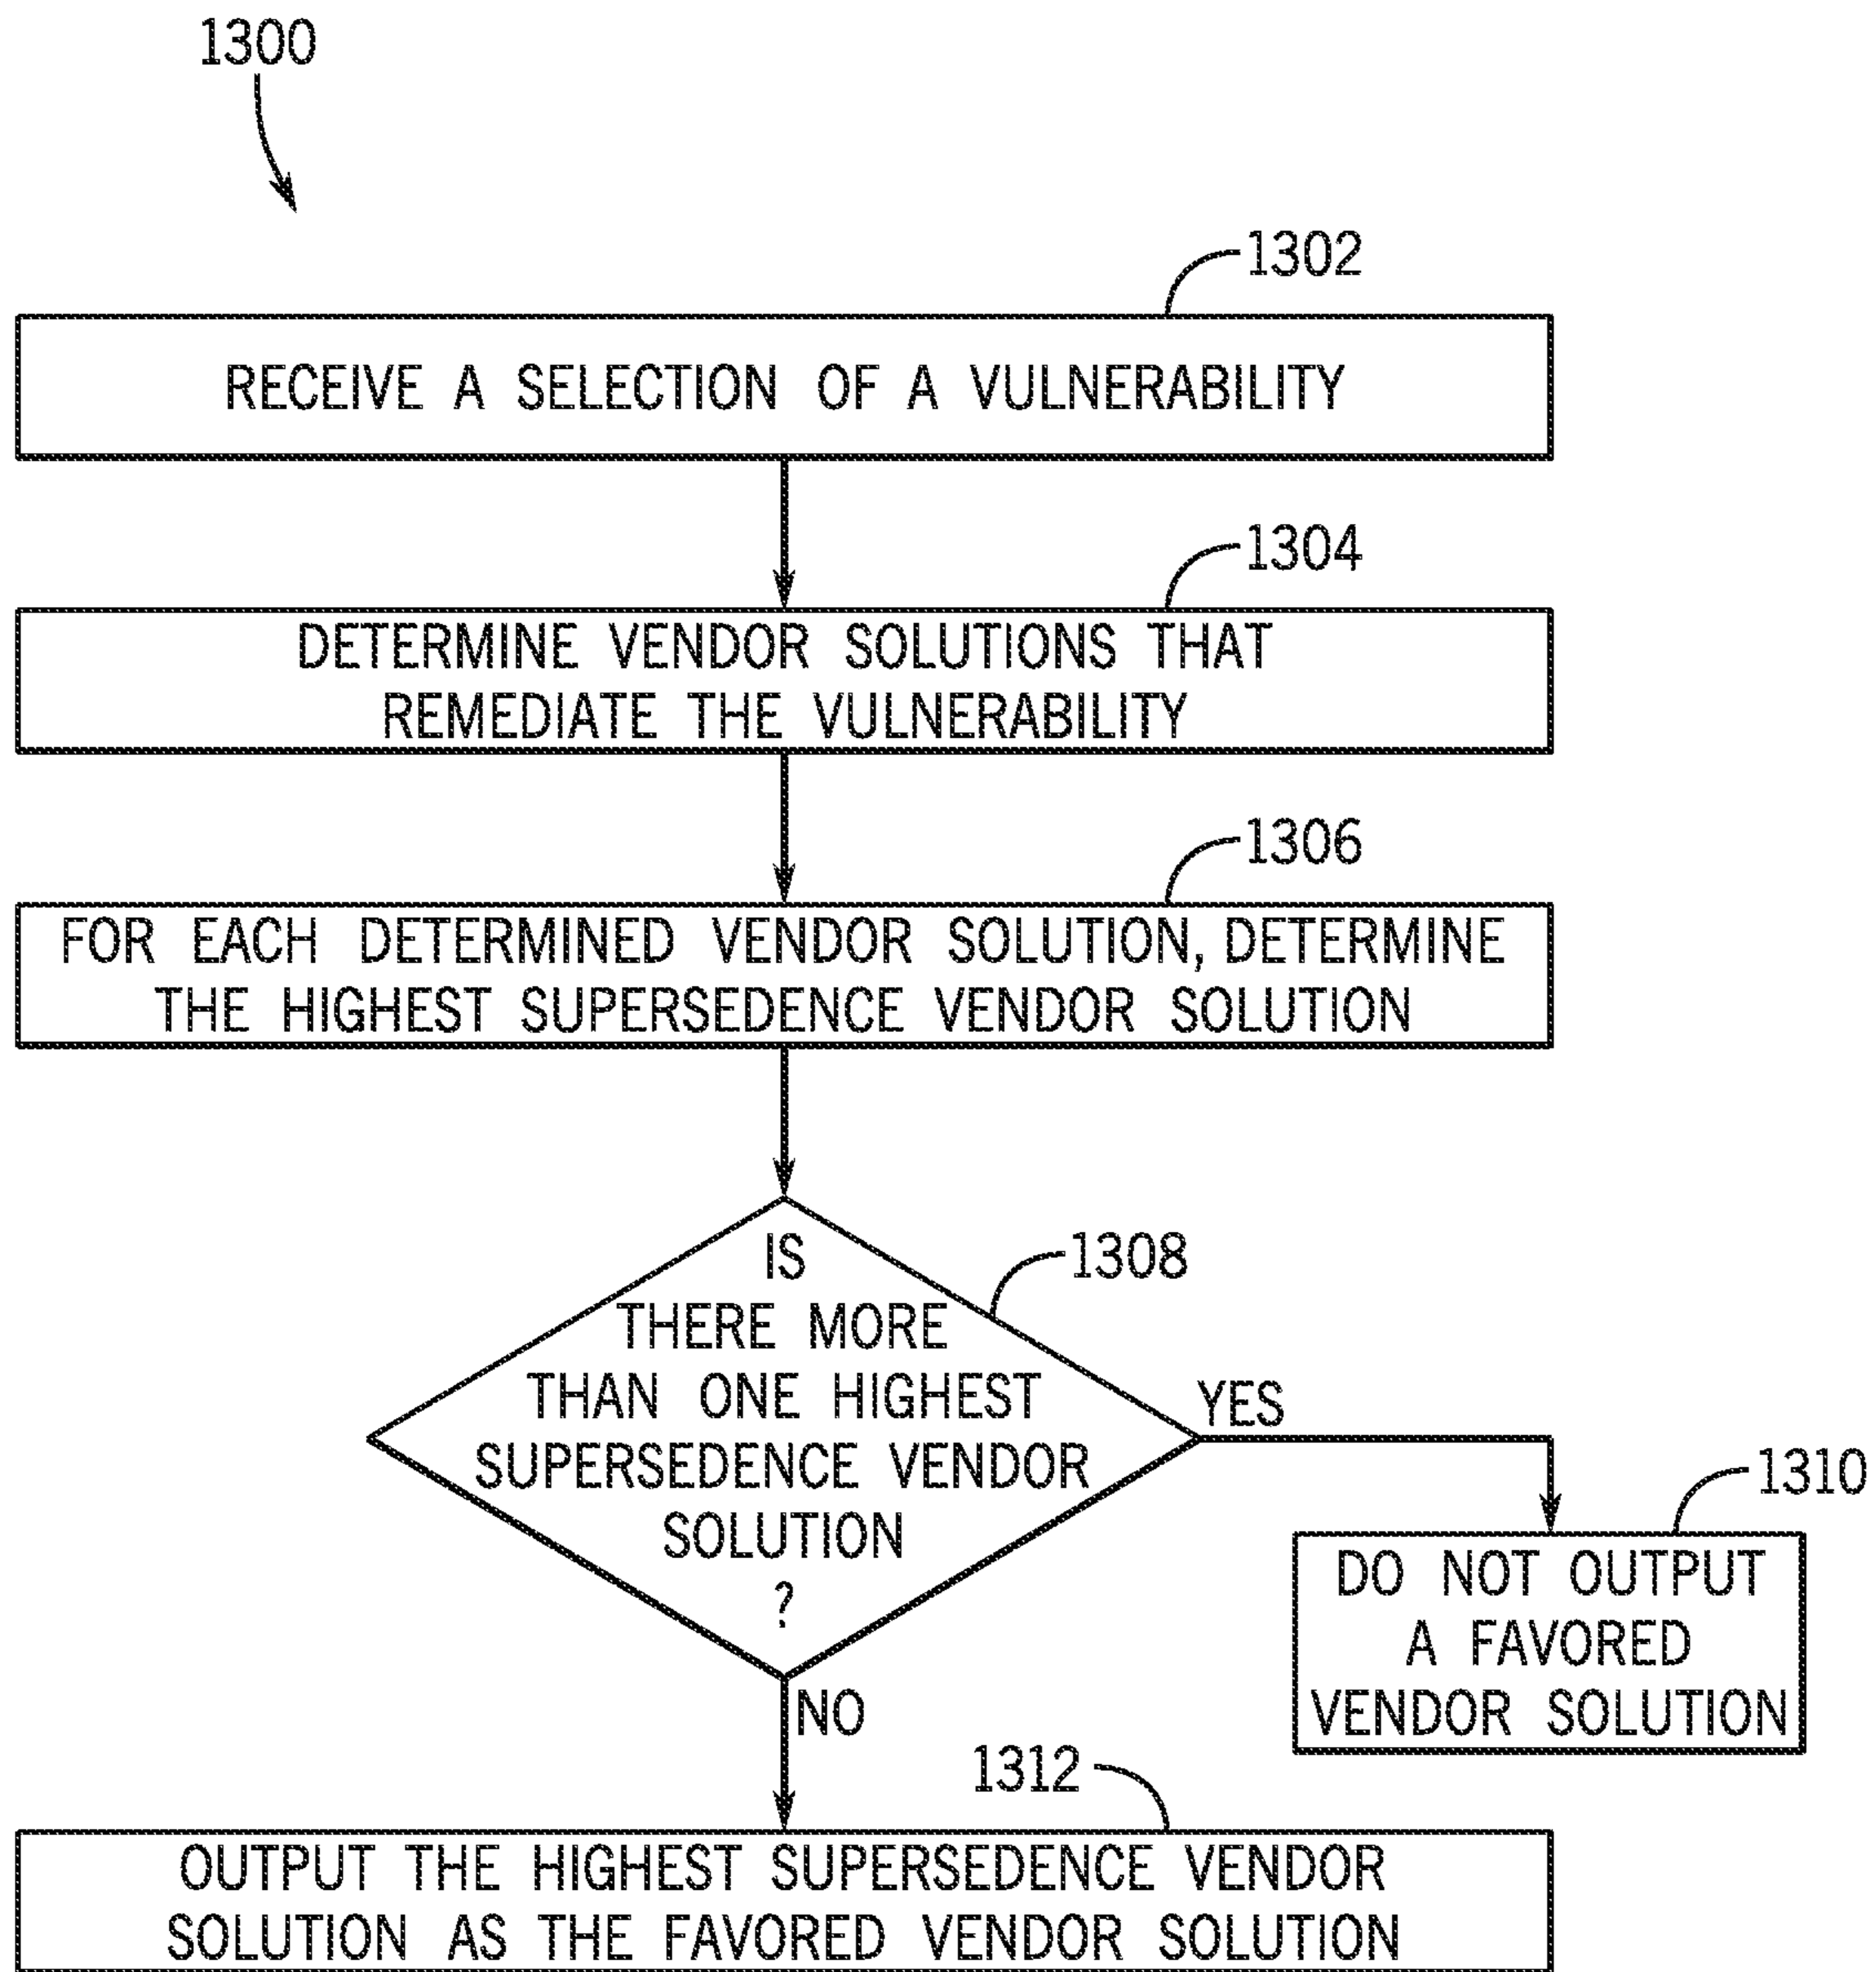 1300
1302
RECEIVE A SELECTION OF A VULNERABILITY
1304
DETERMINE VENDOR SOLUTIONS THAT
REMEDIATE THE VULNERABILITY
1306
FOR EACH DETERMINED VENDOR SOLUTION, DETERMINE
THE HIGHEST SUPERSEDENCE VENDOR SOLUTION
1308
IS
THERE MORE
THAN ONE HIGHEST
SUPERSEDENCE VENDOR
SOLUTION
?
YES
1310
DO NOT OUTPUT
A FAVORED
VENDOR SOLUTION
NO
1312
OUTPUT THE HIGHEST SUPERSEDENCE VENDOR
SOLUTION AS THE FAVORED VENDOR SOLUTION